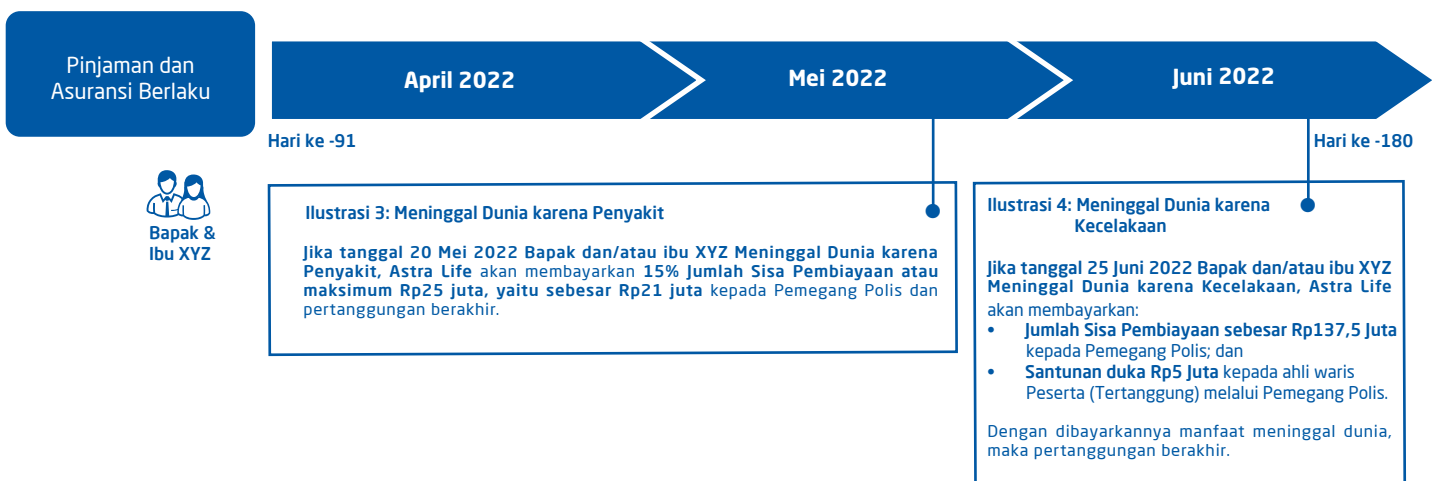 Pinjaman dan
Asuransi Berlaku
April 2022
Mei 2022
Juni 2022
Hari ke -91
Hari ke -180
Bapak &
Ibu XYZ
Ilustrasi 3: Meninggal Dunia karena Penyakit
Jika tanggal 20 Mei 2022 Bapak dan/atau ibu XYZ Meninggal Dunia karena
Penyakit, Astra Life akan membayarkan 15% Jumlah Sisa Pembiayaan atau
maksimum Rp25 juta, yaitu sebesar Rp21 juta kepada Pemegang Polis dan
pertanggungan berakhir.
Ilustrasi 4: Meninggal Dunia karena
Kecelakaan
Jika tanggal 25 Juni 2022 Bapak dan/atau ibu XYZ
Meninggal Dunia karena Kecelakaan, Astra Life
akan membayarkan:
• Jumlah Sisa Pembiayaan sebesar Rp137,5 Juta
kepada Pemegang Polis; dan
• Santunan duka Rp5 Juta kepada ahli waris
Peserta (Tertanggung) melalui Pemegang Polis.
Dengan dibayarkannya manfaat meninggal dunia,
maka pertanggungan berakhir.